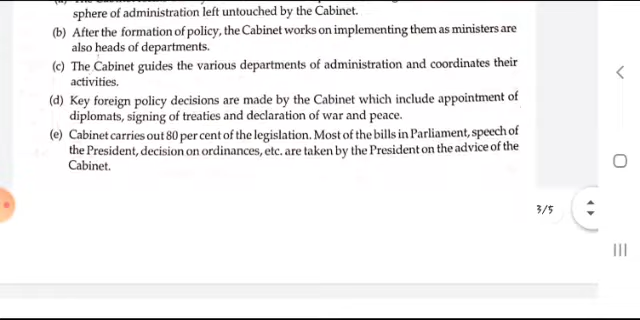 sphere of administration left untouched by the Cabinet.
(b) After the formation of policy, the Cabinet works on implementing them as ministers are
also heads of departments.
(c) The Cabinet guides the various departments of administration and coordinates their
activities.
(d) Key foreign policy decisions are made by the Cabinet which include appointment of
diplomats, signing of treaties and declaration of war and peace.
(e) Cabinet carries out 80 per cent of the legislation. Most of the bills in Parliament, speech of
the President, decision on ordinances, etc. are taken by the President on the advice of the
Cabinet.
3/5